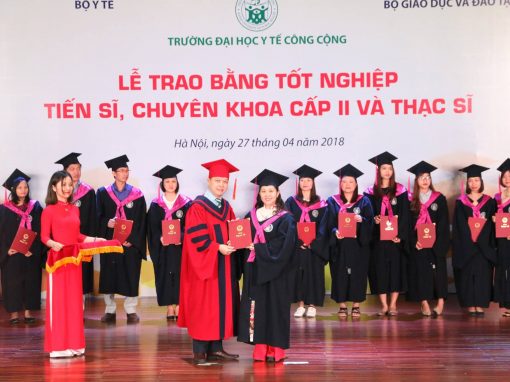 BỘ Y TẾ
BỘ GIÁO DỤC VÀ ĐÀO TẠ
TRƯỜNG ĐẠI HỌC Y TẾ CÔNG CỘNG
LỄ TRAO BẰNG TỐT NGHIỆP
TIẾN SĨ, CHUYÊN KHOA CẤP II VÀ THẠC SĨ
Hà Nội, ngày 27 tháng 04 năm 2018